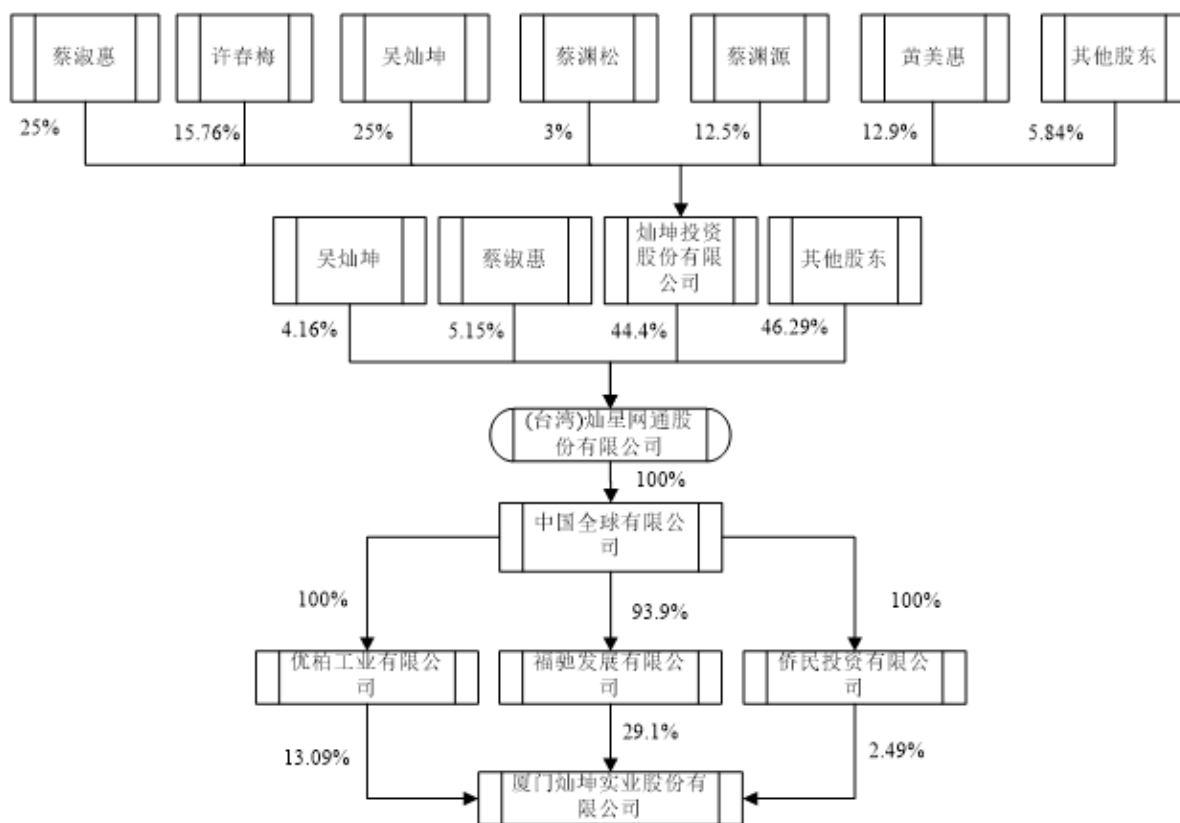 蔡淑惠
许春梅
吴灿坤
蔡渊松
蔡渊源
黄美惠
其他股东
25%
15.76%
25%
3%
12.5%
12.9%
5.84%
吴灿坤
蔡淑惠
灿坤投资
股份有限
公司
其他股东
4.16%
5.15%
44.4%
46.29%
(台湾)灿星网通股
份有限公司
100%
中国全球有限公
司
100%
93.9%
100%
优柏工业有限公
司
福驰发展有限公
司
侨民投资有限公
司
13.09%
29.1%
2.49%
厦门灿坤实业股份有
限公司